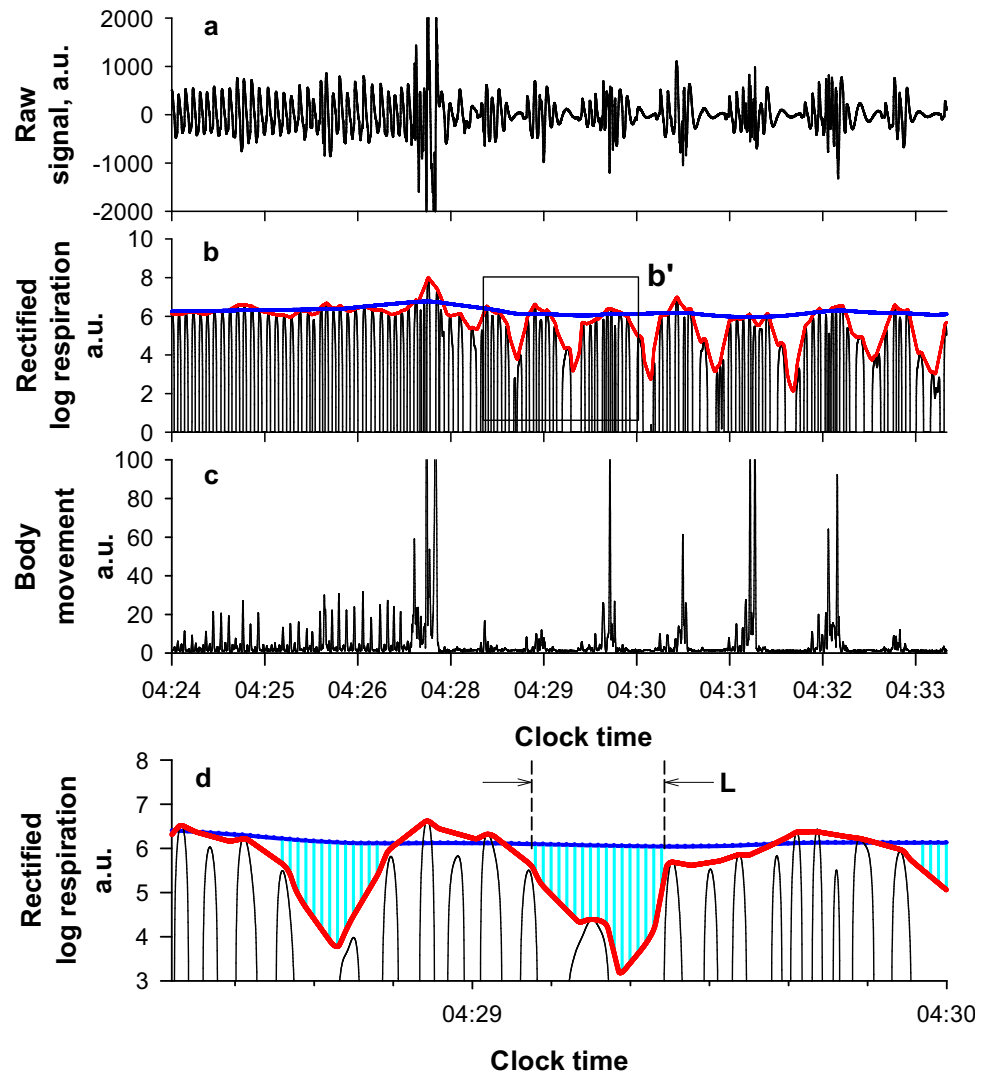 a
2000
1000
0
-1000
-2000
Raw
signal, a.u.
b
b'
10
8
6
4
2
0
Rectified
log respiration
a.u.
c
100
80
60
40
20
0
Body
movement
a.u.
04:24 04:25 04:26 04:27 04:28 04:29 04:30 04:31 04:32 04:33
Clock time
d
L
8
7
6
5
4
3
Rectified
log respiration
a.u.
04:29 04:30
Clock time